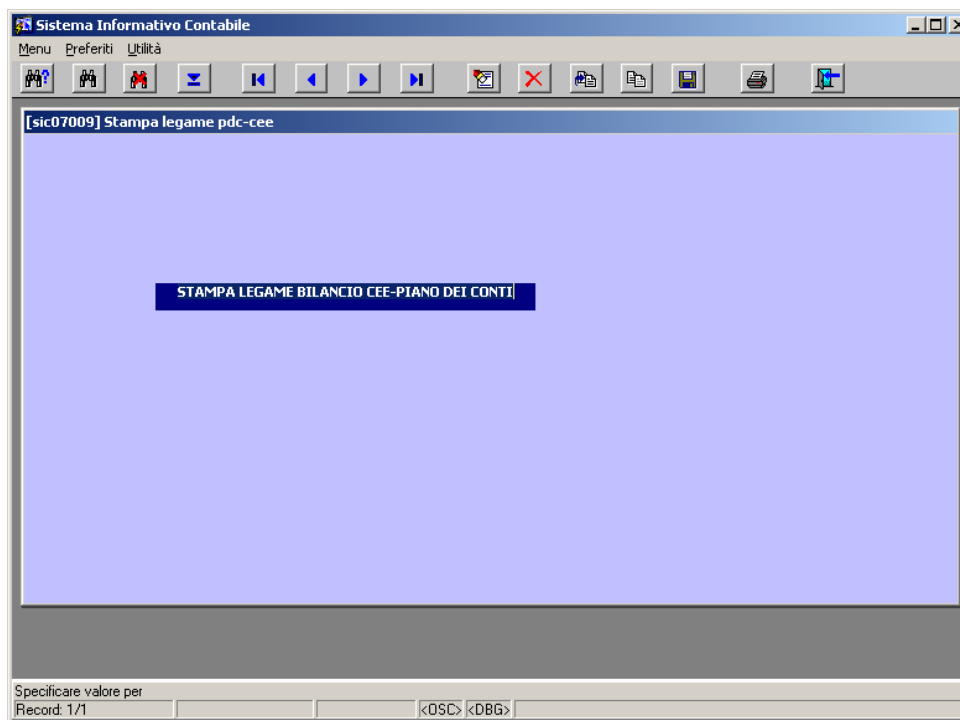 Sistema Informativo Contabile
Menu Preferiti Utilità
[sic07009] Stampa legame pdc-cee
STAMPA LEGAME BILANCIO CEE-PIANO DEI CONTI
Specificare valore per
Record: 1/1 <OSC> <DBG>